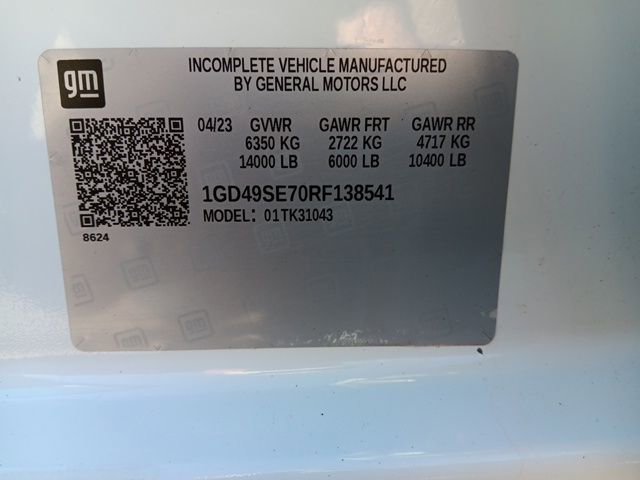 gm
INCOMPLETE VEHICLE MANUFACTURED
BY GENERAL MOTORS LLC
04/23 GVWR GAWR FRT GAWR RR
6350 KG 2722 KG 4717 KG
14000 LB 6000 LB 10400 LB
1GD49SE70RF138541
MODEL: 01TK31043
8624